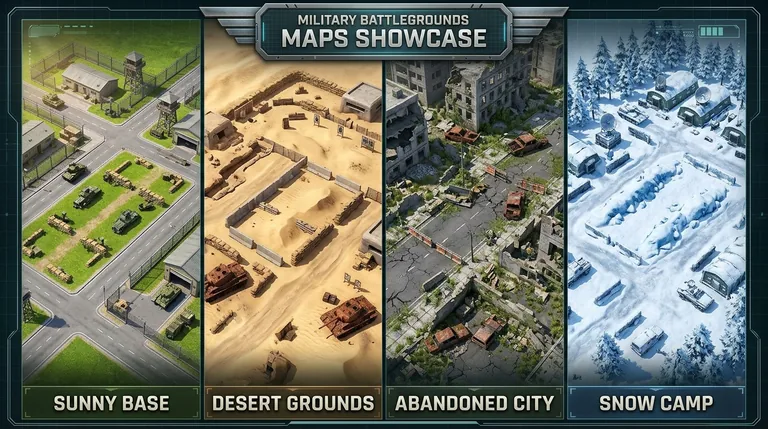 MILITARY BATTLEGROUNDS
MAPS SHOWCASE
SUNNY BASE
DESERT GROUNDS
ABANDONED CITY
SNOW CAMP